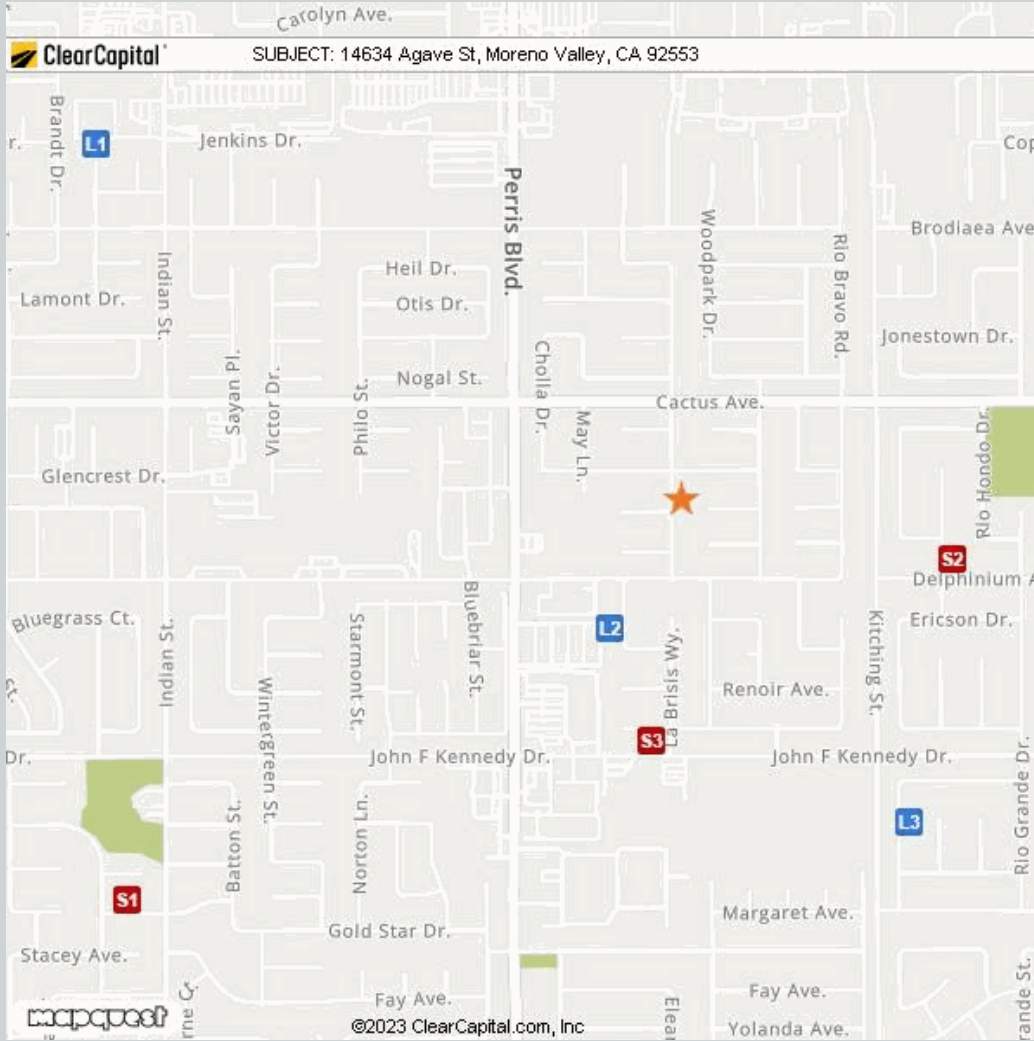 Carolyn Ave.
ClearCapital
SUBJECT: 14634 Agave St, Moreno Valley, CA 92553
Brandt Dr.
L1
Jenkins Dr.
r.
Perris Blvd.
Woodpark Dr.
Brodiaea Ave
Rio Bravo Rd.
Indian St.
Heil Dr.
Lamont Dr.
Otis Dr.
Jonestown Dr.
Cholla Dr.
Sayan Pl.
Victor Dr.
Philo St.
Nogal St.
Cactus Ave.
May Ln.
Rio Hondo Dr.
Glencrest Dr.
S2
Delphinium A
Bluegrass Ct.
Bluebriar St.
Starmont St.
Indian St.
L2
Kitching St.
Ericson Dr.
La Brisis Wy.
Wintergreen St.
Renoir Ave.
St.
S3
Dr.
John F Kennedy Dr.
John F Kennedy Dr.
Rio Grande Dr.
L3
Batton St.
Norton Ln.
S1
Margaret Ave.
Gold Star Dr.
Stacey Ave.
Fay Ave.
Fay Ave.
mapquest
©2023 ClearCapital.com, Inc
Yolanda Ave.